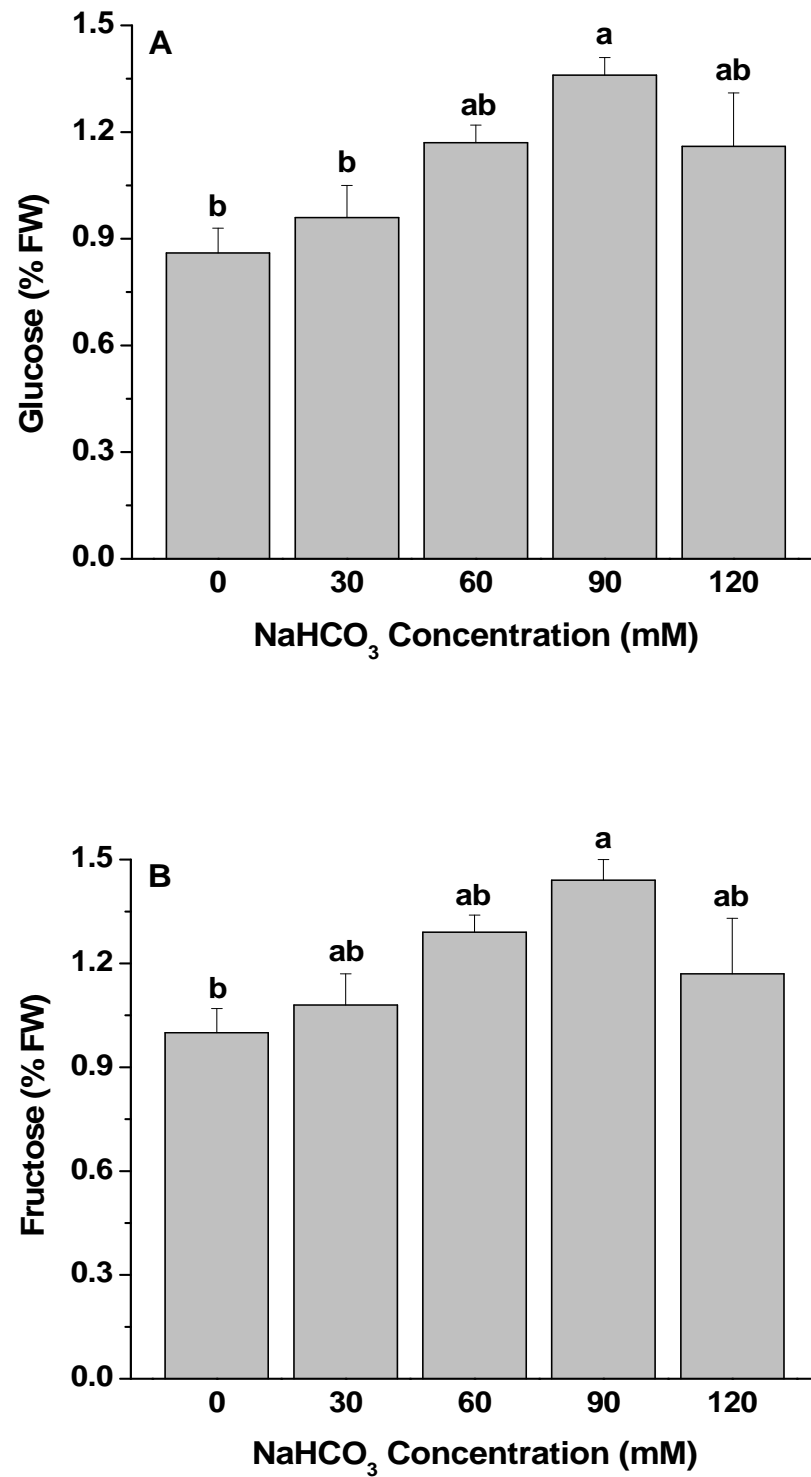 A
1.5
1.2
0.9
0.6
0.3
0.0
Glucose (% FW)
b
b
ab
a
ab
0 30 60 90 120
NaHCO₃ Concentration (mM)
B
1.5
1.2
0.9
0.6
0.3
0.0
Fructose (% FW)
b
ab
ab
a
ab
0 30 60 90 120
NaHCO₃ Concentration (mM)